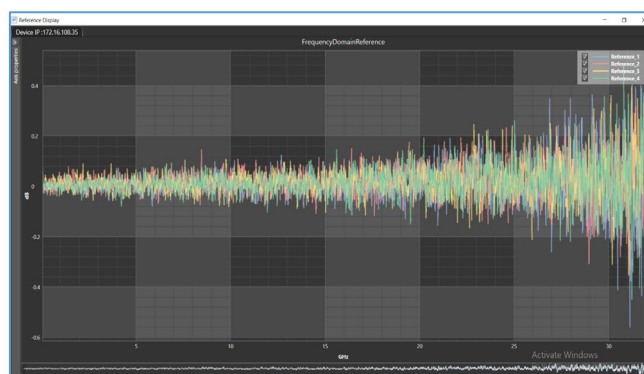 Reference Display
Device IP :172.16.108.35
FrequencyDomainReference
Axis properties
Reference_1
Reference_2
Reference_3
Reference_4
dB
0.4
0.2
0
-0.2
-0.4
-0.6
5
10
15
20
25
30
GHz
Activate Windows